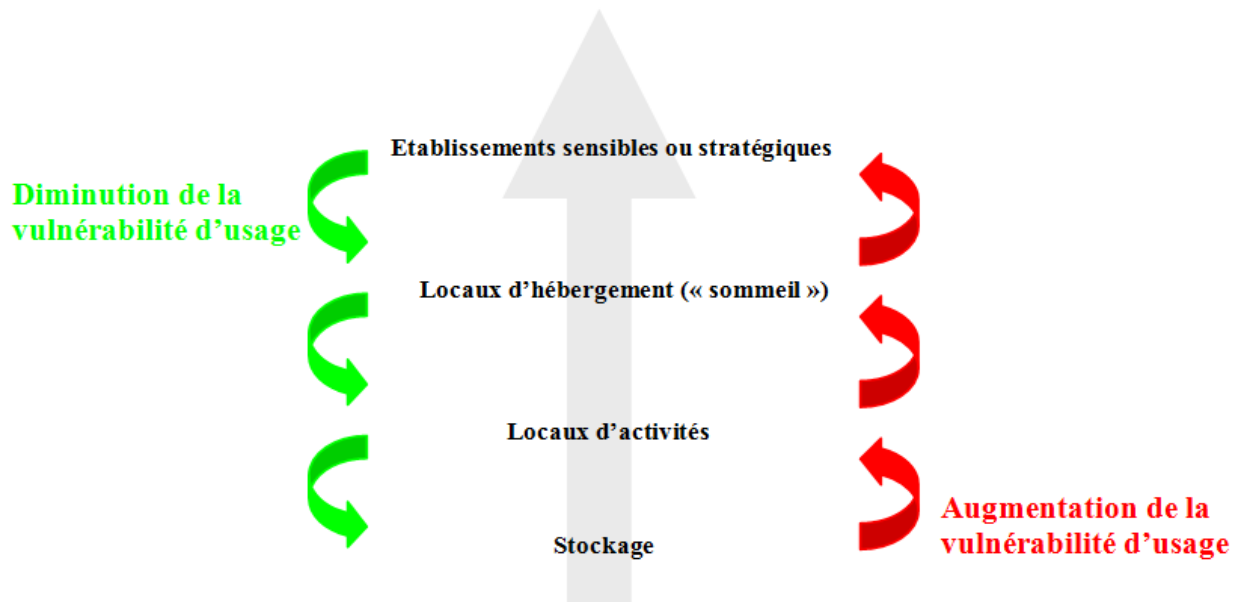 Etablissements sensibles ou stratégiques
Diminution de la
vulnérabilité d’usage
Locaux d’hébergement (« sommeil »)
Locaux d’activités
Augmentation de la
vulnérabilité d’usage
Stockage